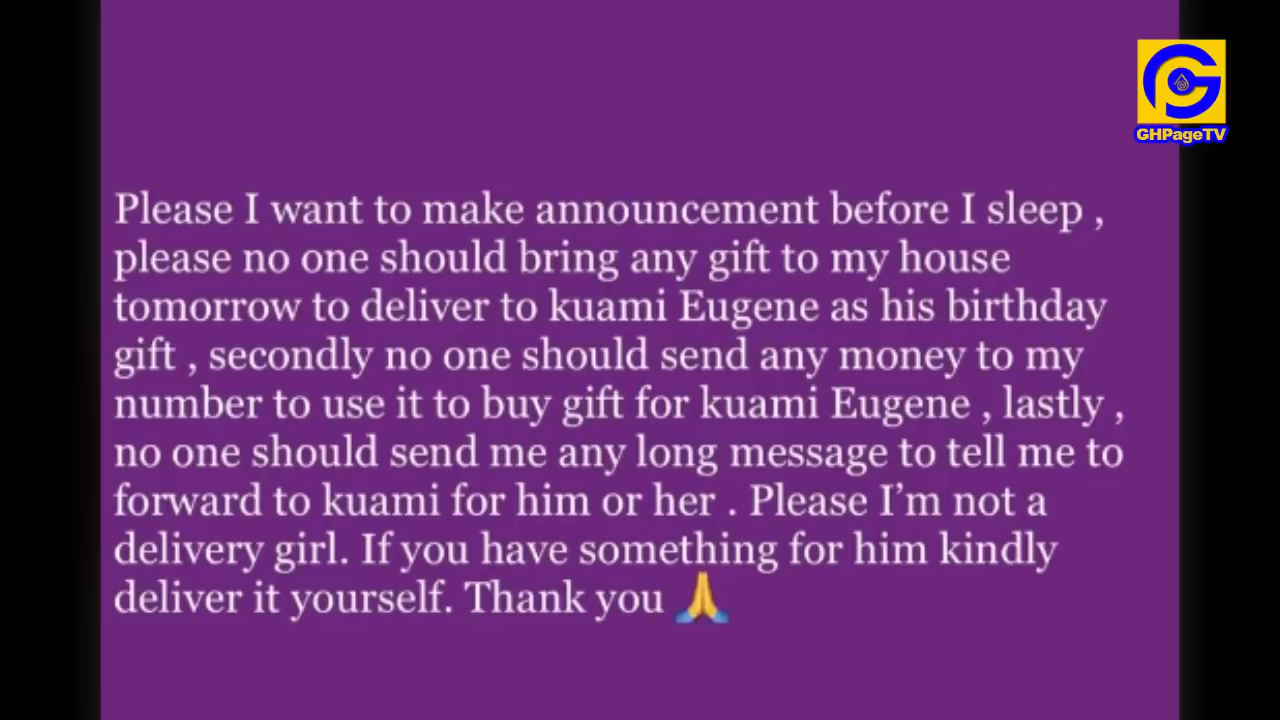 GHPageTV
Please I want to make announcement before I sleep ,
please no one should bring any gift to my house
tomorrow to deliver to kuami Eugene as his birthday
gift , secondly no one should send any money to my
number to use it to buy gift for kuami Eugene , lastly ,
no one should send me any long message to tell me to
forward to kuami for him or her . Please I’m not a
delivery girl. If you have something for him kindly
deliver it yourself. Thank you 🙏